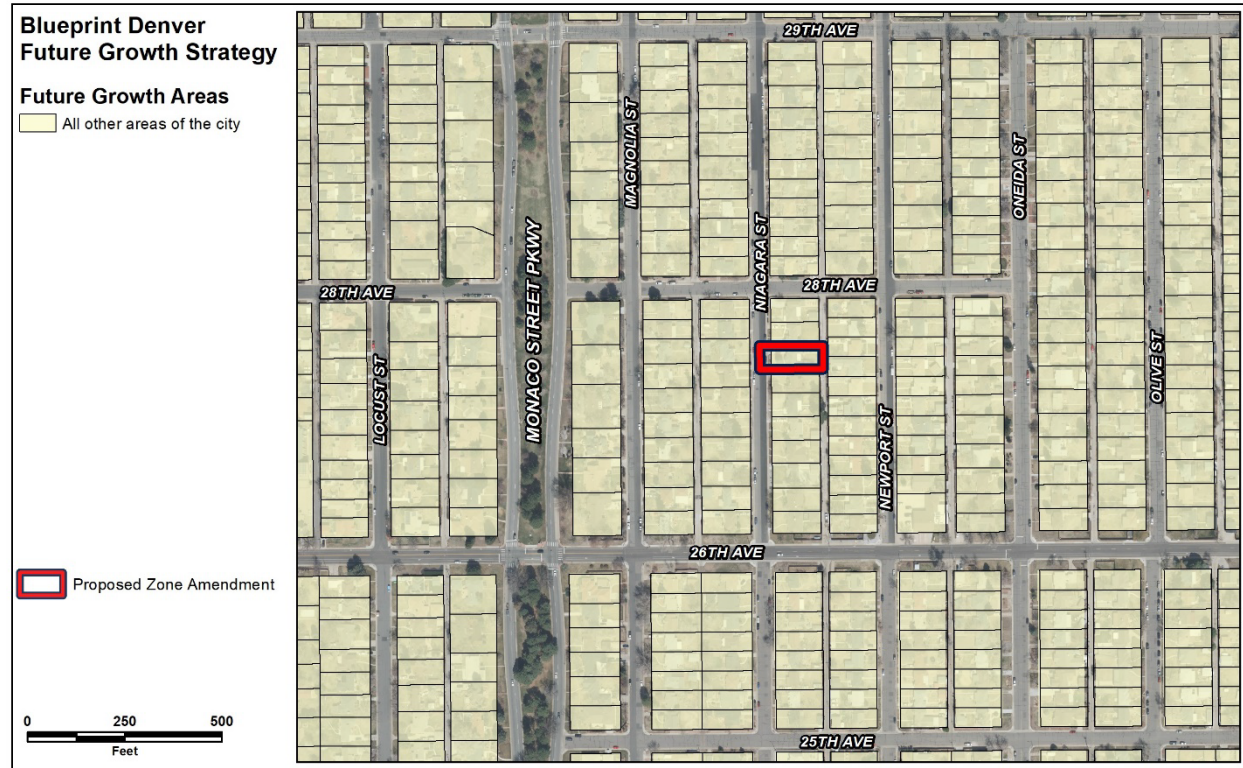 Blueprint Denver
Future Growth Strategy
Future Growth Areas
All other areas of the city
Proposed Zone Amendment
0 250 500
Feet
29TH AVE
MAGNOLIA ST
ONEIDA ST
MONACO STREET PKWY
NIAGARA ST
28TH AVE
28TH AVE
LOCUST ST
OLIVE ST
NEWPORT ST
26TH AVE
25TH AVE